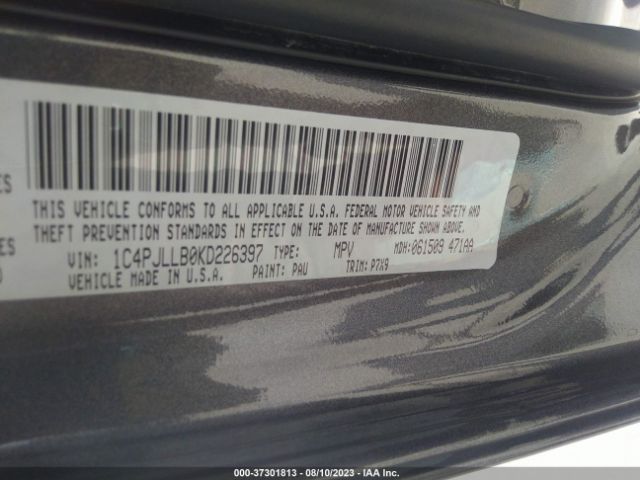 ES
THIS VEHICLE CONFORMS TO ALL APPLICABLE U.S.A. FEDERAL MOTOR VEHICLE SAFETY AND
THEFT PREVENTION STANDARDS IN EFFECT ON THE DATE OF MANUFACTURE SHOWN ABOVE.
ES VIN: 1C4PJLLB0KD226397 TYPE: MPV MDH: 061509 471AA
VEHICLE MADE IN U.S.A. PAINT: PAU TRIM: P7X9
000-37301813 - 08/10/2023 - IAA Inc.